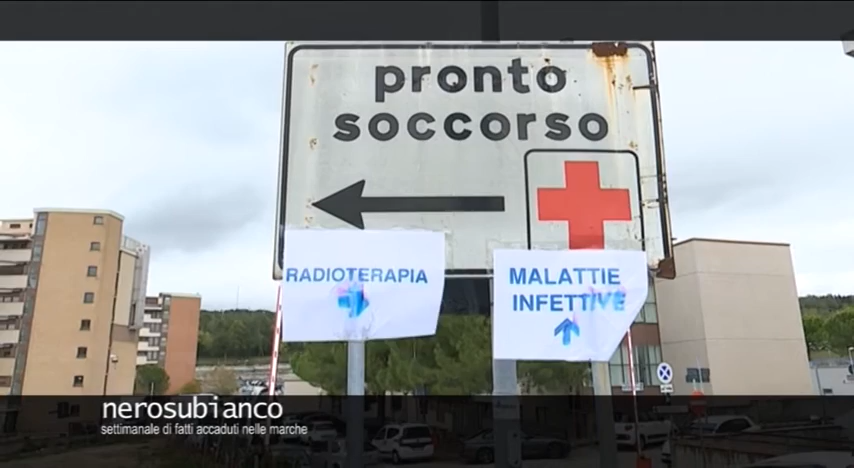 pronto
soccorso
RADIOTERAPIA
MALATTIE
INFETTIVE
nerosubianco
settimanale di fatti accaduti nelle marche